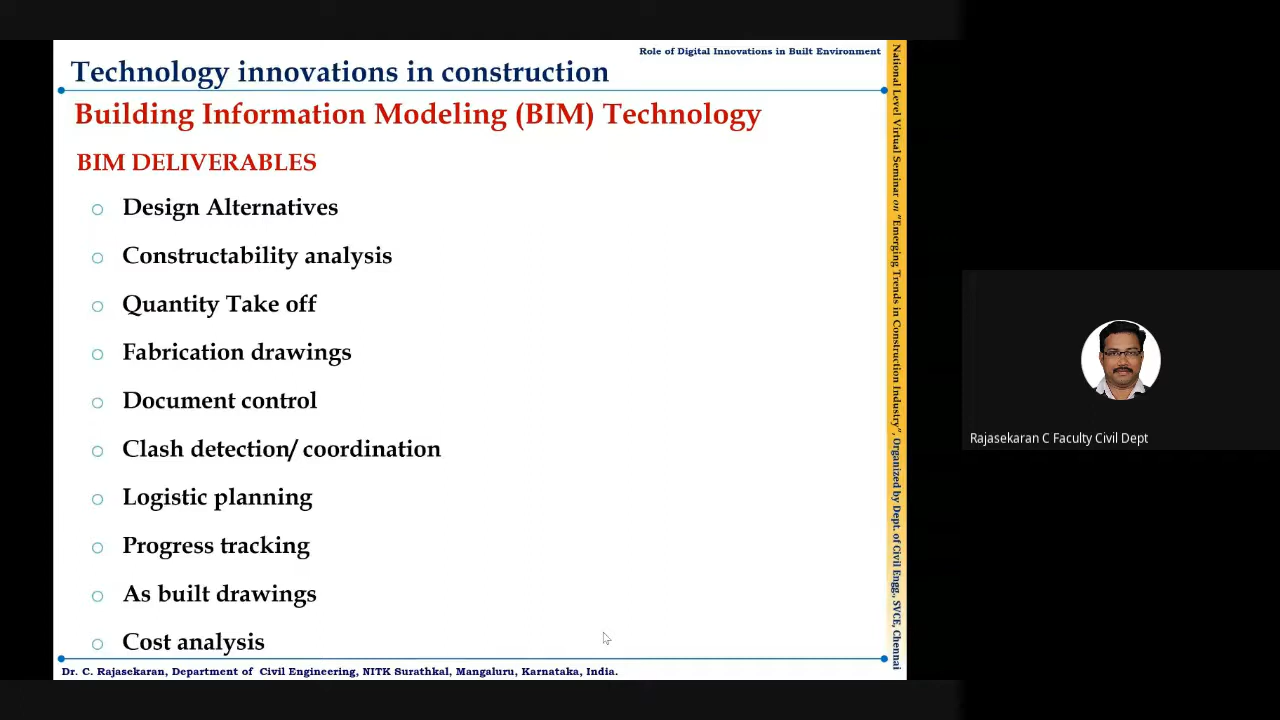 Role of Digital Innovations in Built Environment
Technology innovations in construction
Building Information Modeling (BIM) Technology
BIM DELIVERABLES
Design Alternatives
Constructability analysis
Quantity Take off
Fabrication drawings
Document control
Clash detection/ coordination
Logistic planning
Progress tracking
As built drawings
Cost analysis
Dr. C. Rajasekaran, Department of Civil Engineering, NITK Surathkal, Mangaluru, Karnataka, India.
National Level Virtual Seminar on "Emerging Trends in Construction Industry", Organized by Dept. of Civil Engg., SVCE, Chennai
Rajasekaran C Faculty Civil Dept